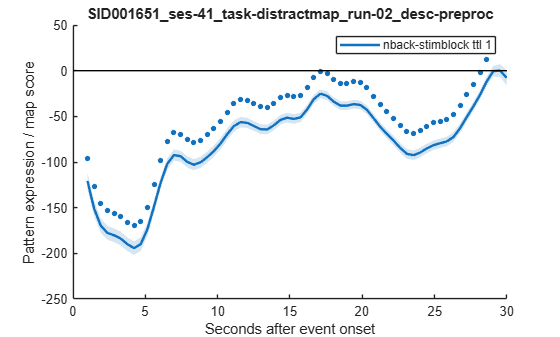 SID001651_ses-41_task-distractmap_run-02_desc-preproc
nback-stimblock ttl 1
50
0
-50
-100
-150
-200
-250
Pattern expression / map score
0 5 10 15 20 25 30
Seconds after event onset